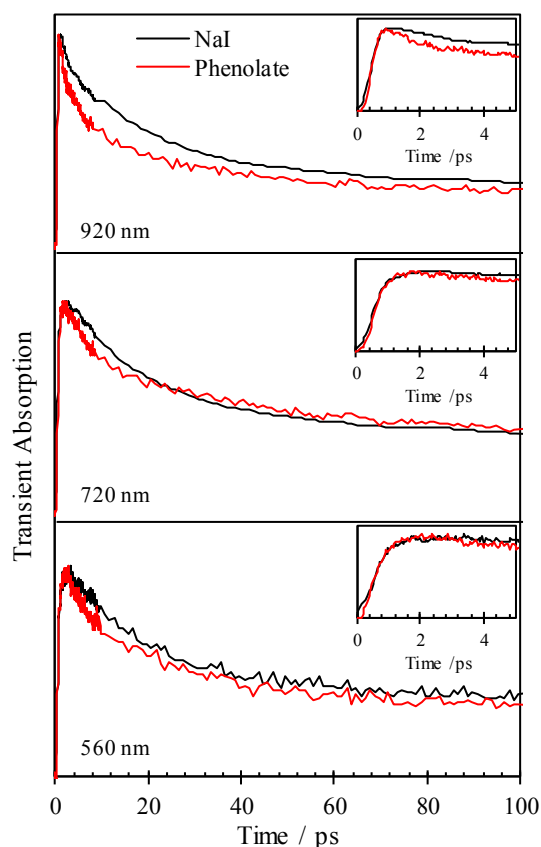 NaI
Phenolate
0 2 4
Time /ps
920 nm
0 2 4
Time /ps
720 nm
0 2 4
Time /ps
560 nm
Transient Absorption
0 20 40 60 80 100
Time / ps